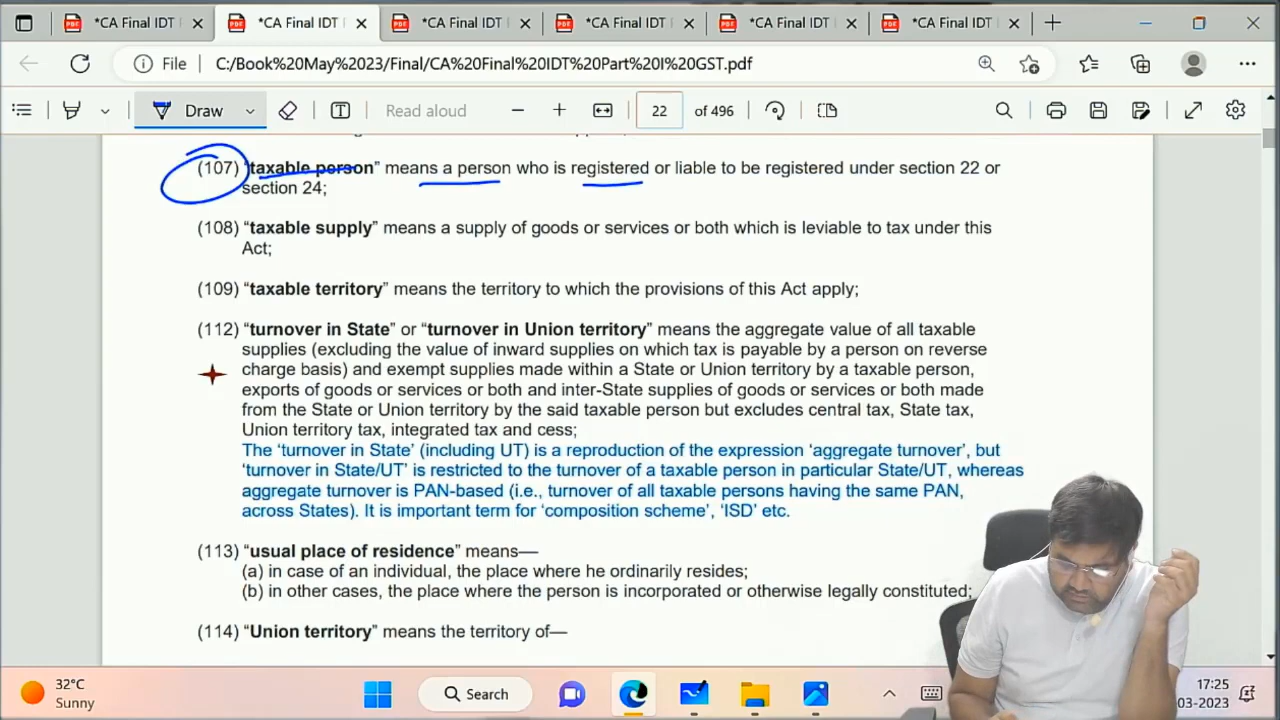 *CA Final IDT
*CA Final IDT
*CA Final IDT
*CA Final IDT
*CA Final IDT
*CA Final IDT
File C:/Book%20May%202023/Final/CA%20Final%20IDT%20Part%20I%20GST.pdf
Draw Read aloud 22 of 496
(107) “taxable person” means a person who is registered or liable to be registered under section 22 or
section 24;
(108) “taxable supply” means a supply of goods or services or both which is leviable to tax under this
Act;
(109) “taxable territory” means the territory to which the provisions of this Act apply;
(112) “turnover in State” or “turnover in Union territory” means the aggregate value of all taxable
supplies (excluding the value of inward supplies on which tax is payable by a person on reverse
charge basis) and exempt supplies made within a State or Union territory by a taxable person,
exports of goods or services or both and inter-State supplies of goods or services or both made
from the State or Union territory by the said taxable person but excludes central tax, State tax,
Union territory tax, integrated tax and cess;
The ‘turnover in State’ (including UT) is a reproduction of the expression ‘aggregate turnover’, but
‘turnover in State/UT’ is restricted to the turnover of a taxable person in particular State/UT, whereas
aggregate turnover is PAN-based (i.e., turnover of all taxable persons having the same PAN,
across States). It is important term for ‘composition scheme’, ‘ISD’ etc.
(113) “usual place of residence” means—
(a) in case of an individual, the place where he ordinarily resides;
(b) in other cases, the place where the person is incorporated or otherwise legally constituted;
(114) “Union territory” means the territory of—
32°C
Sunny
Search
17:25
03-2023